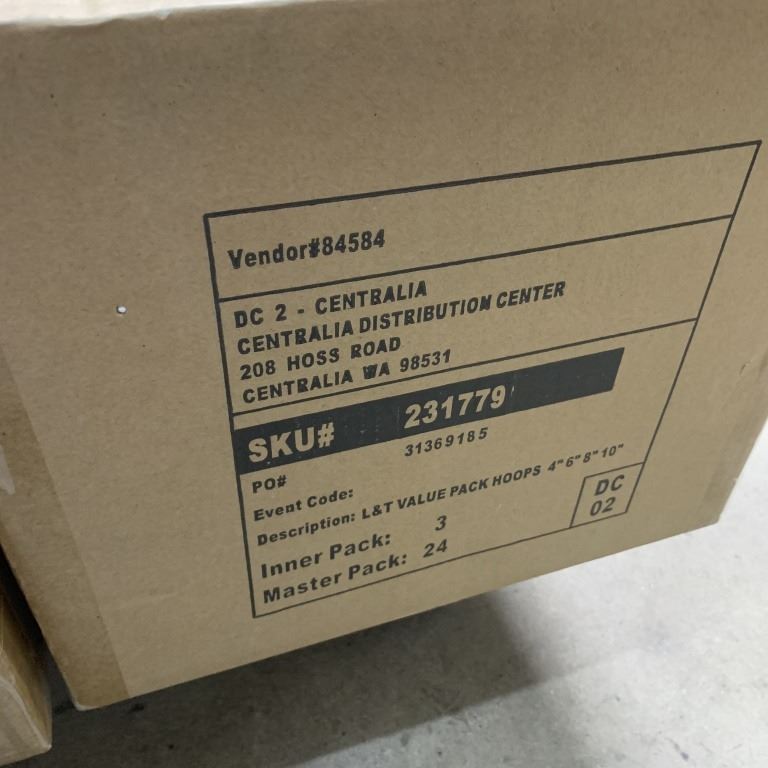 Vendor#84584
DC 2 - CENTRALIA
CENTRALIA DISTRIBUTION CENTER
208 HOSS ROAD
CENTRALIA WA 98531
SKU# 231779
PO# 31369185
Event Code:
Description: L&T VALUE PACK HOOPS 4"6"8"10"
Inner Pack: 3
Master Pack: 24
DC
02